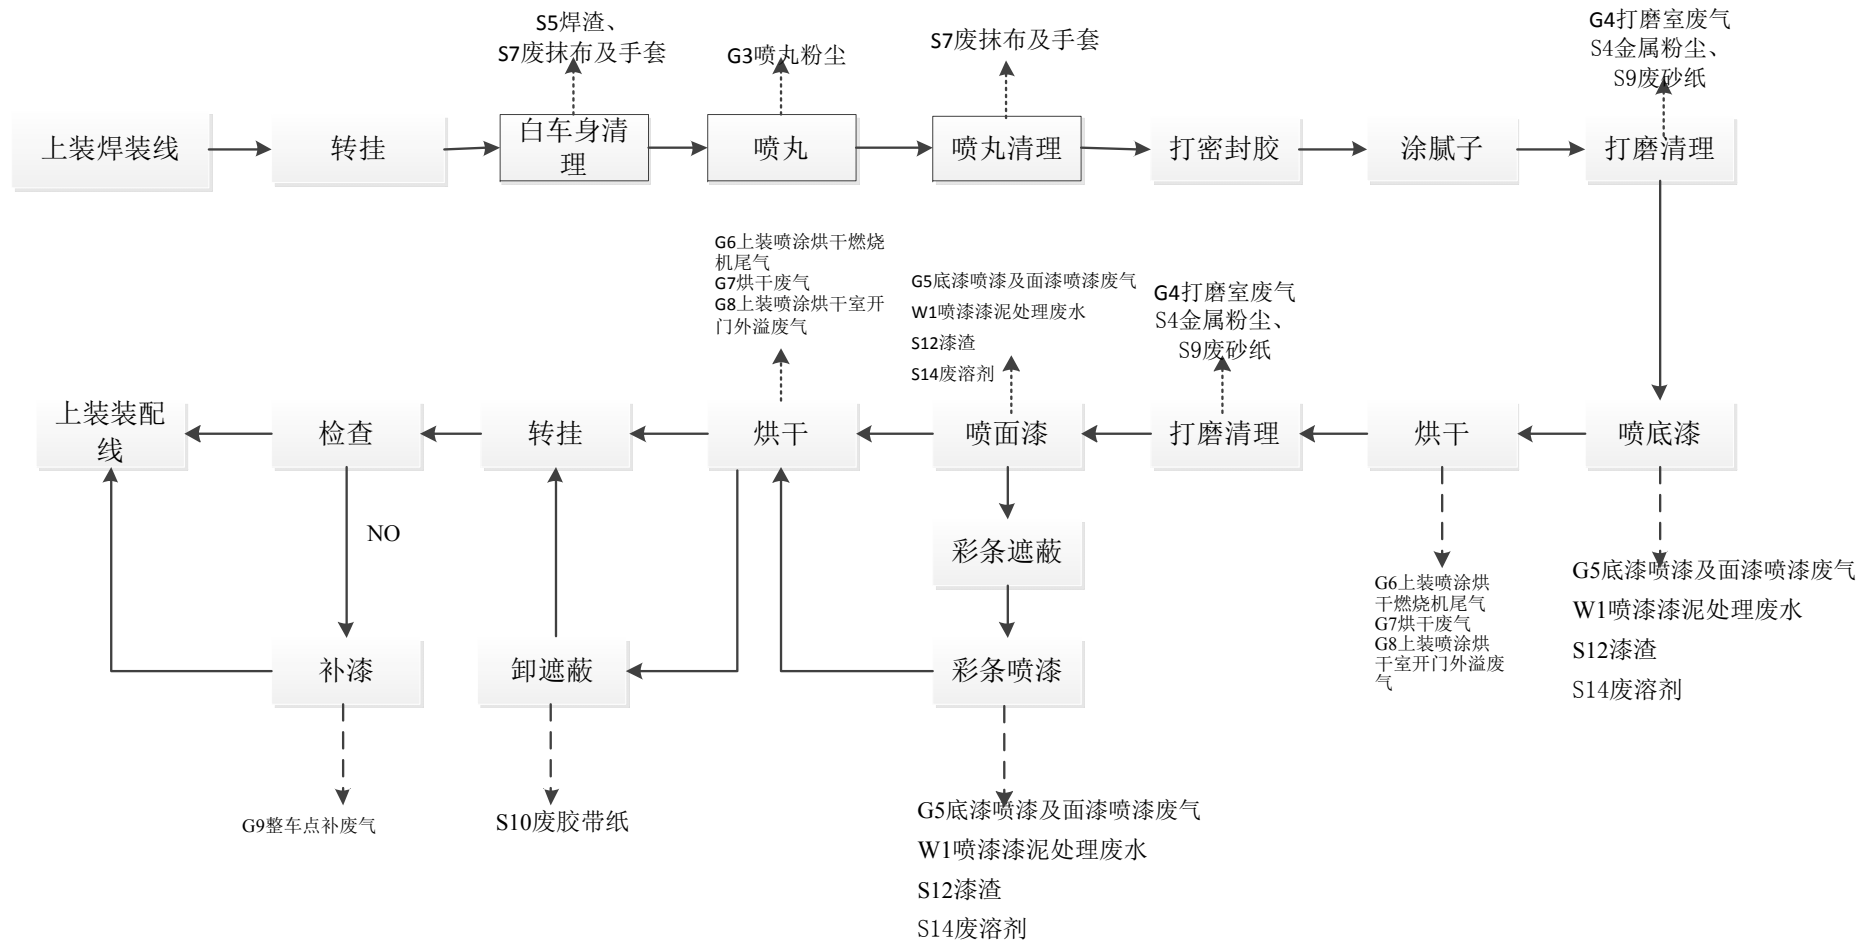 S5焊渣、
S7废抹布及手套
G3喷丸粉尘
S7废抹布及手套
G4打磨室废气
S4金属粉尘、
S9废砂纸
上装焊装线
转挂
白车身清
理
喷丸
喷丸清理
打密封胶
涂腻子
打磨清理
G6上装喷涂烘干燃烧
机尾气
G7烘干废气
G8上装喷涂烘干室开
门外溢废气
G5底漆喷漆及面漆喷漆废气
W1喷漆漆泥处理废水
S12漆渣
S14废溶剂
G4打磨室废气
S4金属粉尘、
S9废砂纸
上装装配
线
检查
转挂
烘干
喷面漆
打磨清理
烘干
喷底漆
NO
彩条遮蔽
G6上装喷涂烘
干燃烧机尾气
G7烘干废气
G8上装喷涂烘
干室开门外溢废
气
G5底漆喷漆及面漆喷漆废气
W1喷漆漆泥处理废水
S12漆渣
S14废溶剂
补漆
卸遮蔽
彩条喷漆
G9整车点补废气
S10废胶带纸
G5底漆喷漆及面漆喷漆废气
W1喷漆漆泥处理废水
S12漆渣
S14废溶剂